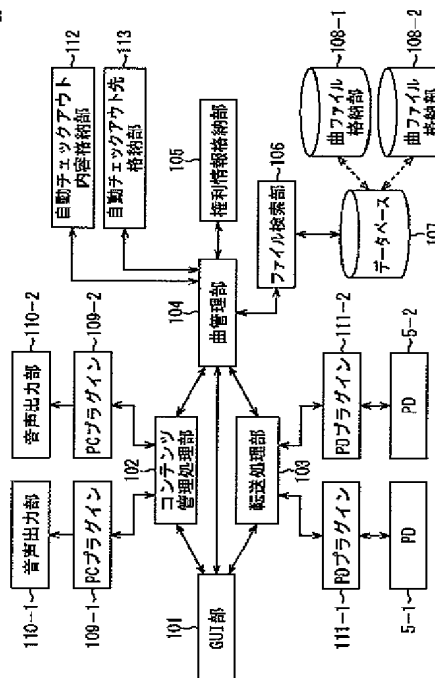 112
自動チェックアウト
内容格納部
113
自動チェックアウト先
格納部
108-1
曲ファイル
格納部
108-2
曲ファイル
格納部
105
権利情報格納部
106
ファイル検索部
データベース
107
104
曲管理部
110-2
音声出力部
109-2
PCプラグイン
110-1
音声出力部
109-1
PCプラグイン
102
コンテンツ
管理処理部
103
転送処理部
101
GUI部
111-2
PDプラグイン
5-2
PD
111-1
PDプラグイン
5-1
PD